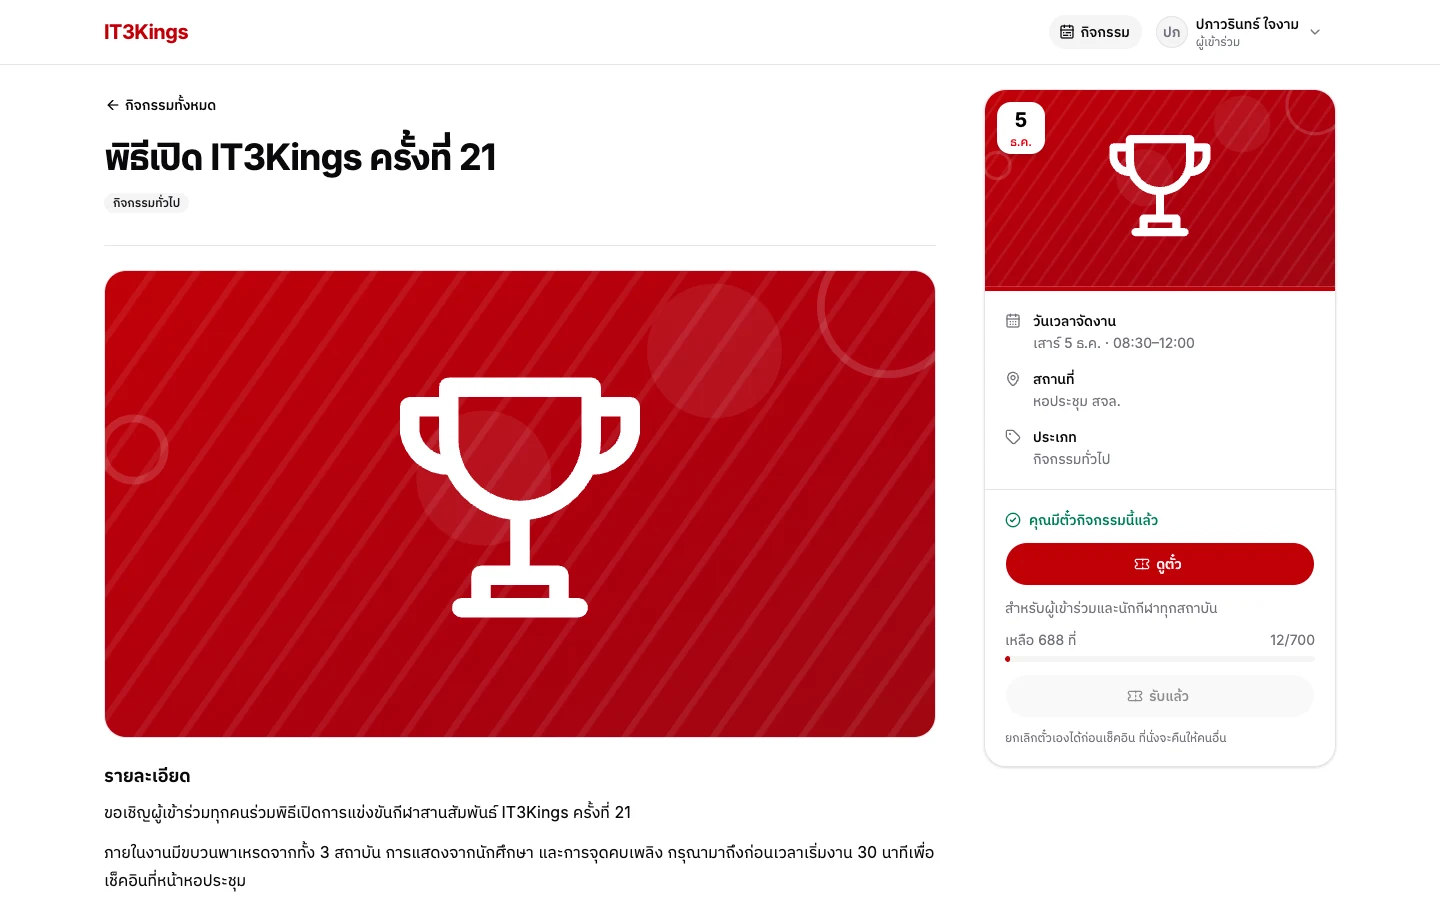 IT3Kings
กิจกรรม
ปภ
ปภาวรินทร์ ใจงาม
ผู้เข้าร่วม
กิจกรรมทั้งหมด
พิธีเปิด IT3Kings ครั้งที่ 21
กิจกรรมทั่วไป
รายละเอียด
ขอเชิญผู้เข้าร่วมทุกคนร่วมพิธีเปิดการแข่งขันกีฬาสานสัมพันธ์ IT3Kings ครั้งที่ 21
ภายในงานมีขบวนพาเหรดจากทั้ง 3 สถาบัน การแสดงจากนักศึกษา และการจุดคบเพลิง กรุณามาถึงก่อนเวลาเริ่มงาน 30 นาทีเพื่อ
เช็คอินที่หน้าหอประชุม
5
ธ.ค.
วันเวลาจัดงาน
เสาร์ 5 ธ.ค. · 08:30–12:00
สถานที่
หอประชุม สจล.
ประเภท
กิจกรรมทั่วไป
คุณมีตั๋วกิจกรรมนี้แล้ว
ดูตั๋ว
สำหรับผู้เข้าร่วมและนักกีฬาทุกสถาบัน
เหลือ 688 ที่ 12/700
รับแล้ว
ยกเลิกตั๋วเองได้ก่อนเช็คอิน ที่นั่งจะคืนให้คนอื่น